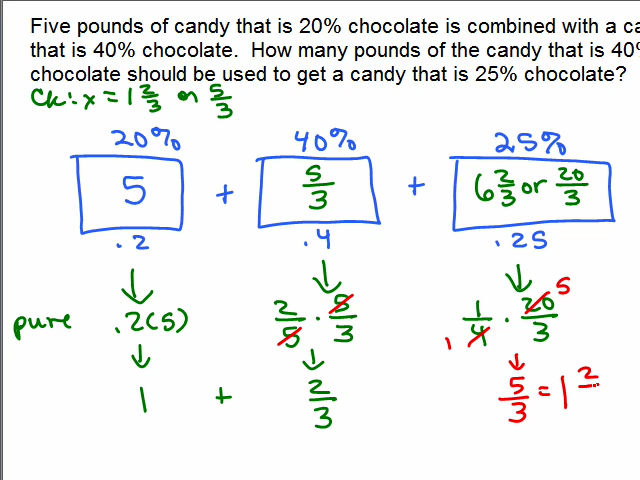 Five pounds of candy that is 20% chocolate is combined with a
that is 40% chocolate. How many pounds of the candy that is 40%
chocolate should be used to get a candy that is 25% chocolate?
CK: x = 1 2/3 or 5/3
20% 40% 25%
5 + 5/3 + 6 2/3 or 20/3
.2 .4 .25
pure .2(5) 2/5 · 5/3 1/4 · 20/3 1 5
1 + 2/3 5/3 = 1 2